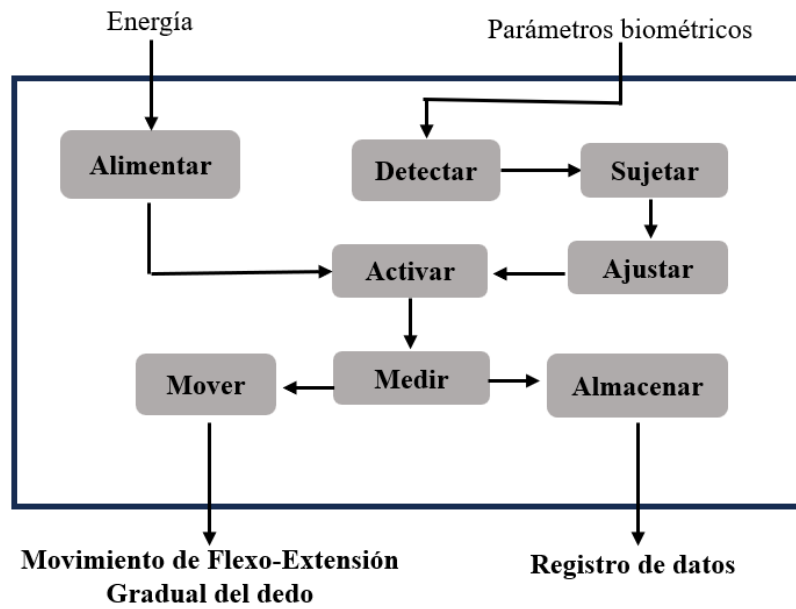 Energía
Parámetros biométricos
Alimentar
Detectar
Sujetar
Activar
Ajustar
Mover
Medir
Almacenar
Movimiento de Flexo-Extensión
Gradual del dedo
Registro de datos